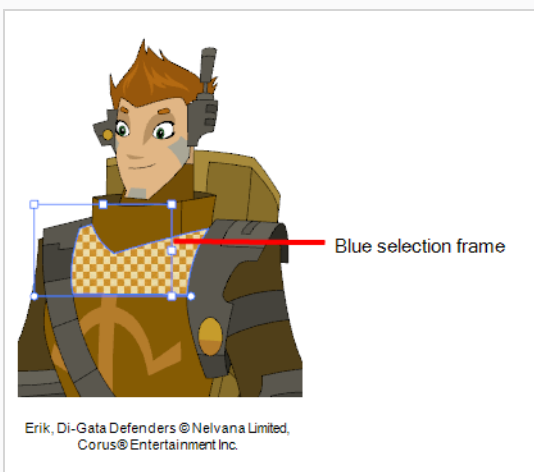 Blue selection frame
Erik, Di-Gata Defenders © Nelvana Limited,
Corus® Entertainment Inc.